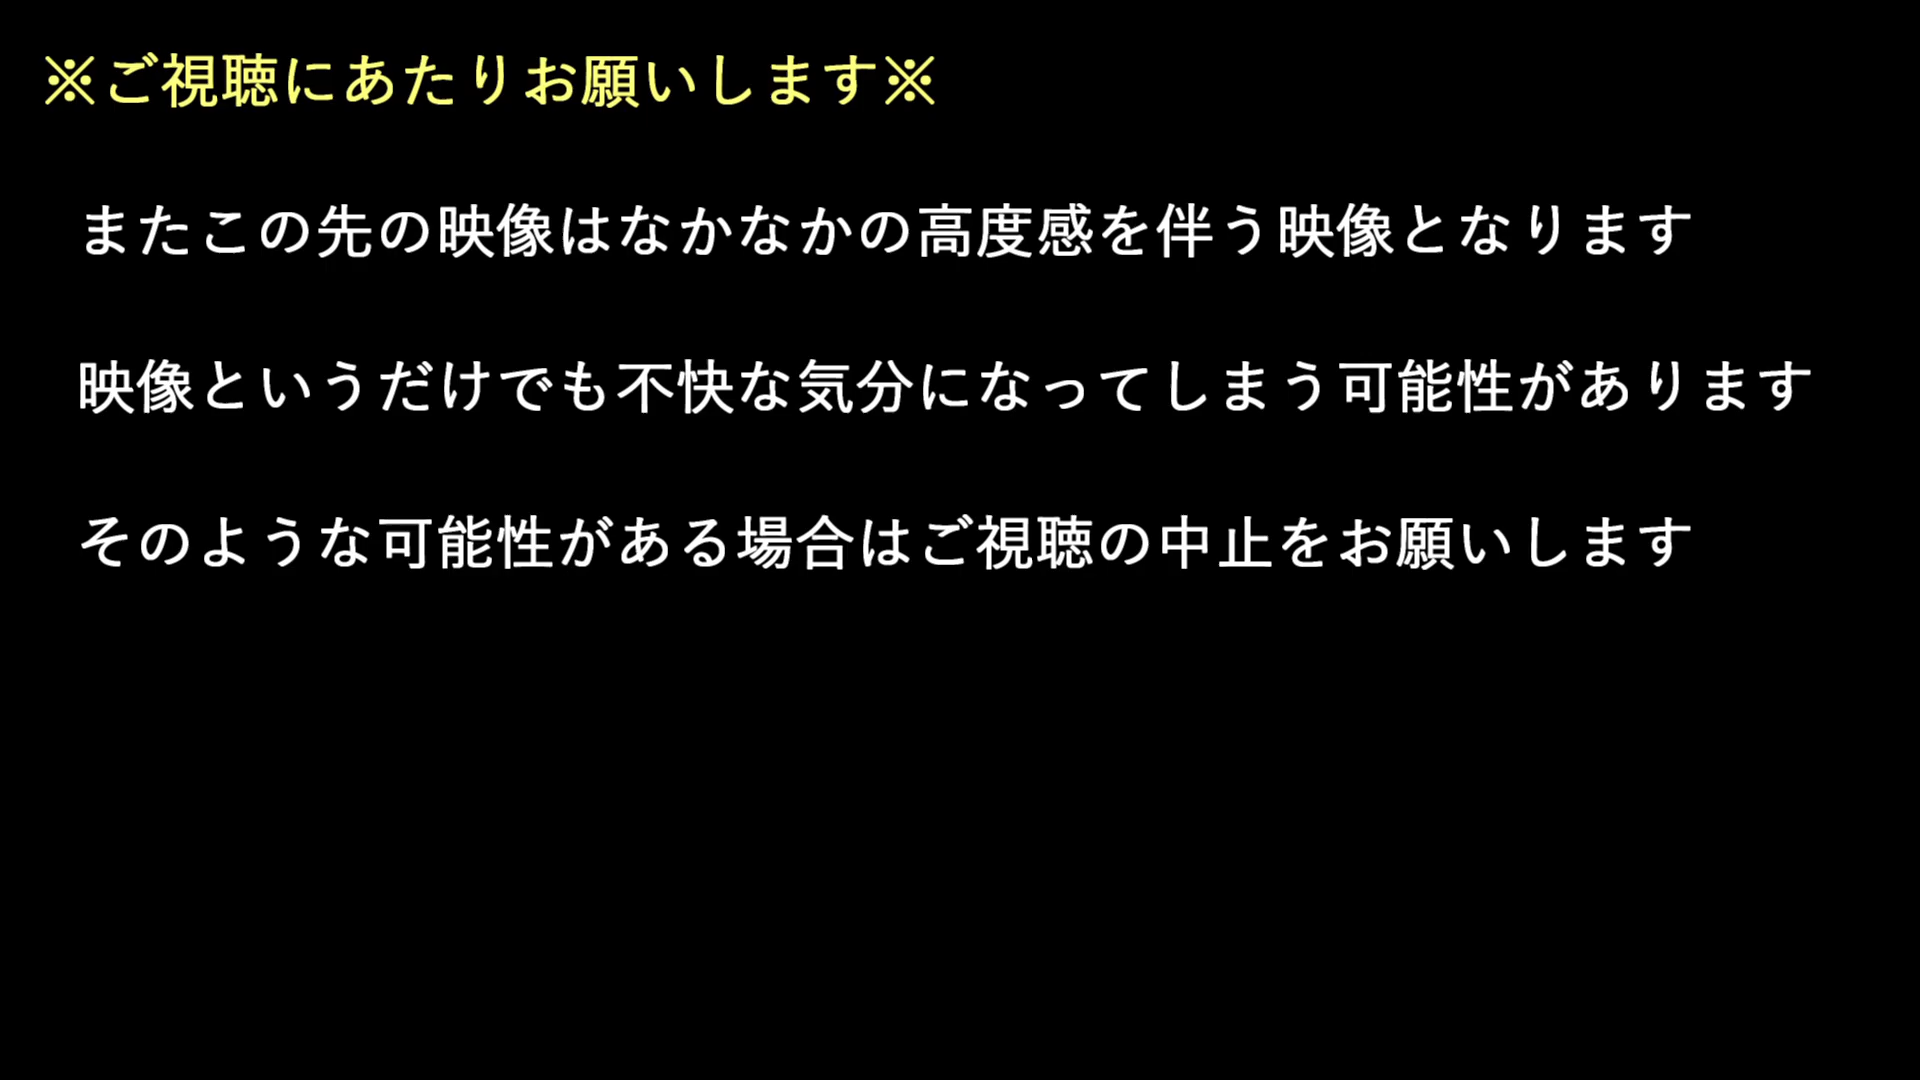 ※ご視聴にあたりお願いします※
またこの先の映像はなかなかの高度感を伴う映像となります
映像というだけでも不快な気分になってしまう可能性があります
そのような可能性がある場合はご視聴の中止をお願いします